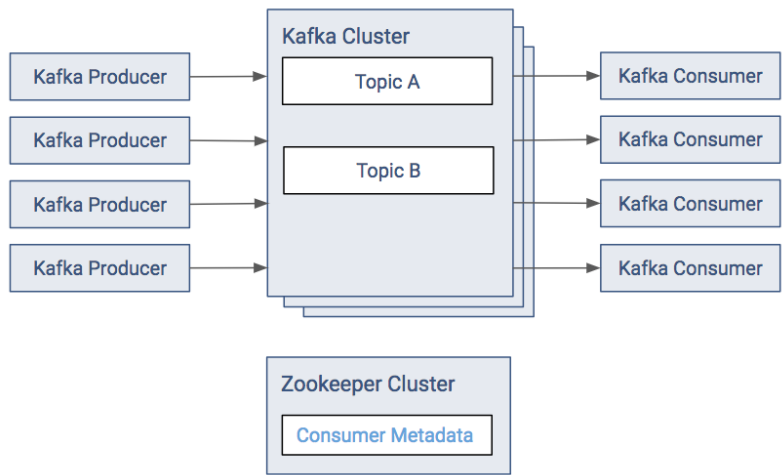 Kafka Cluster
Kafka Producer
Topic A
Kafka Consumer
Kafka Producer
Kafka Consumer
Topic B
Kafka Producer
Kafka Consumer
Kafka Producer
Kafka Consumer
Zookeeper Cluster
Consumer Metadata